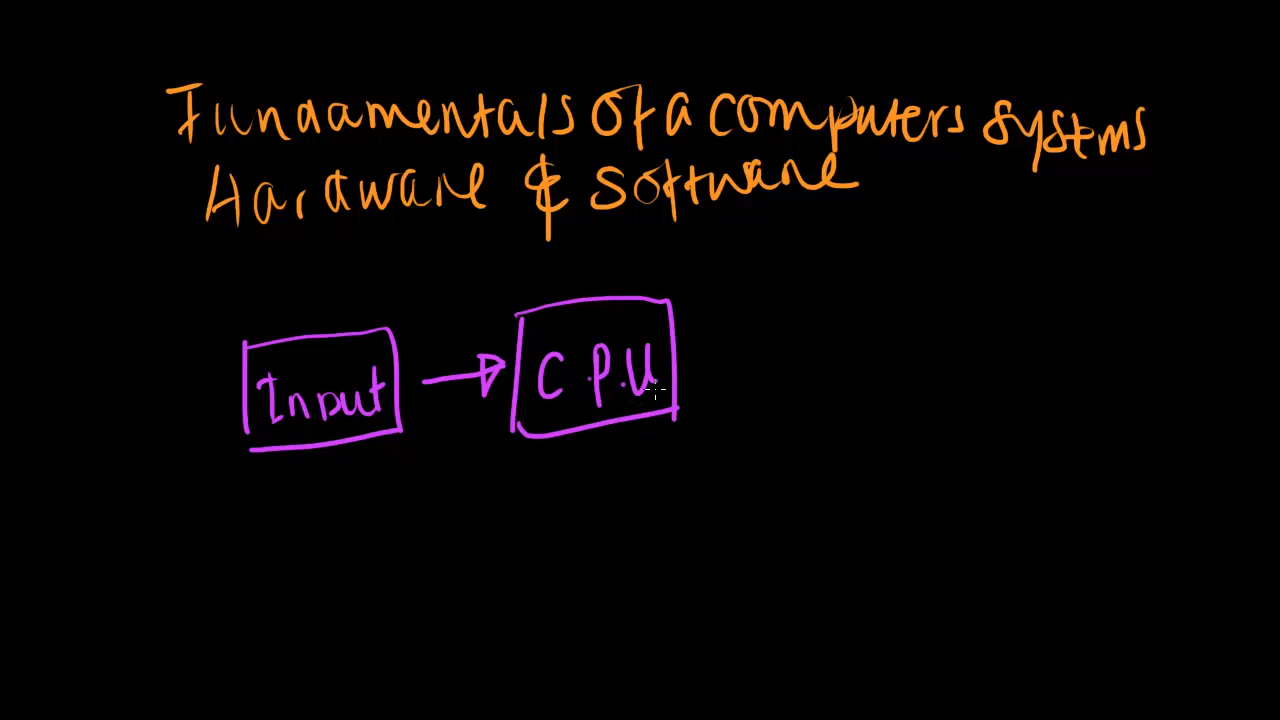 Fundamentals of a computers systems
Hardware & software
Input
C.P.U